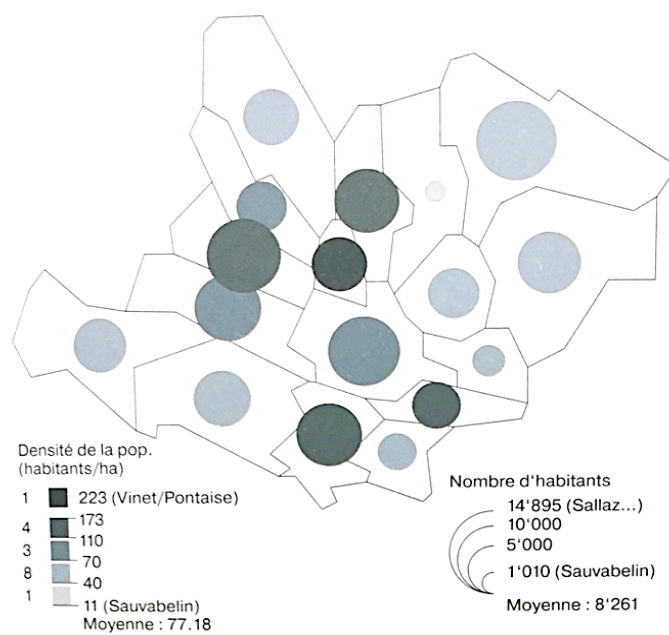 Densité de la pop.
(habitants/ha)
1 223 (Vinet/Pontaise)
173
4
110
3
70
8
40
1
11 (Sauvabelin)
Moyenne : 77.18
Nombre d'habitants
14'895 (Sallaz...)
10'000
5'000
1'010 (Sauvabelin)
Moyenne : 8'261